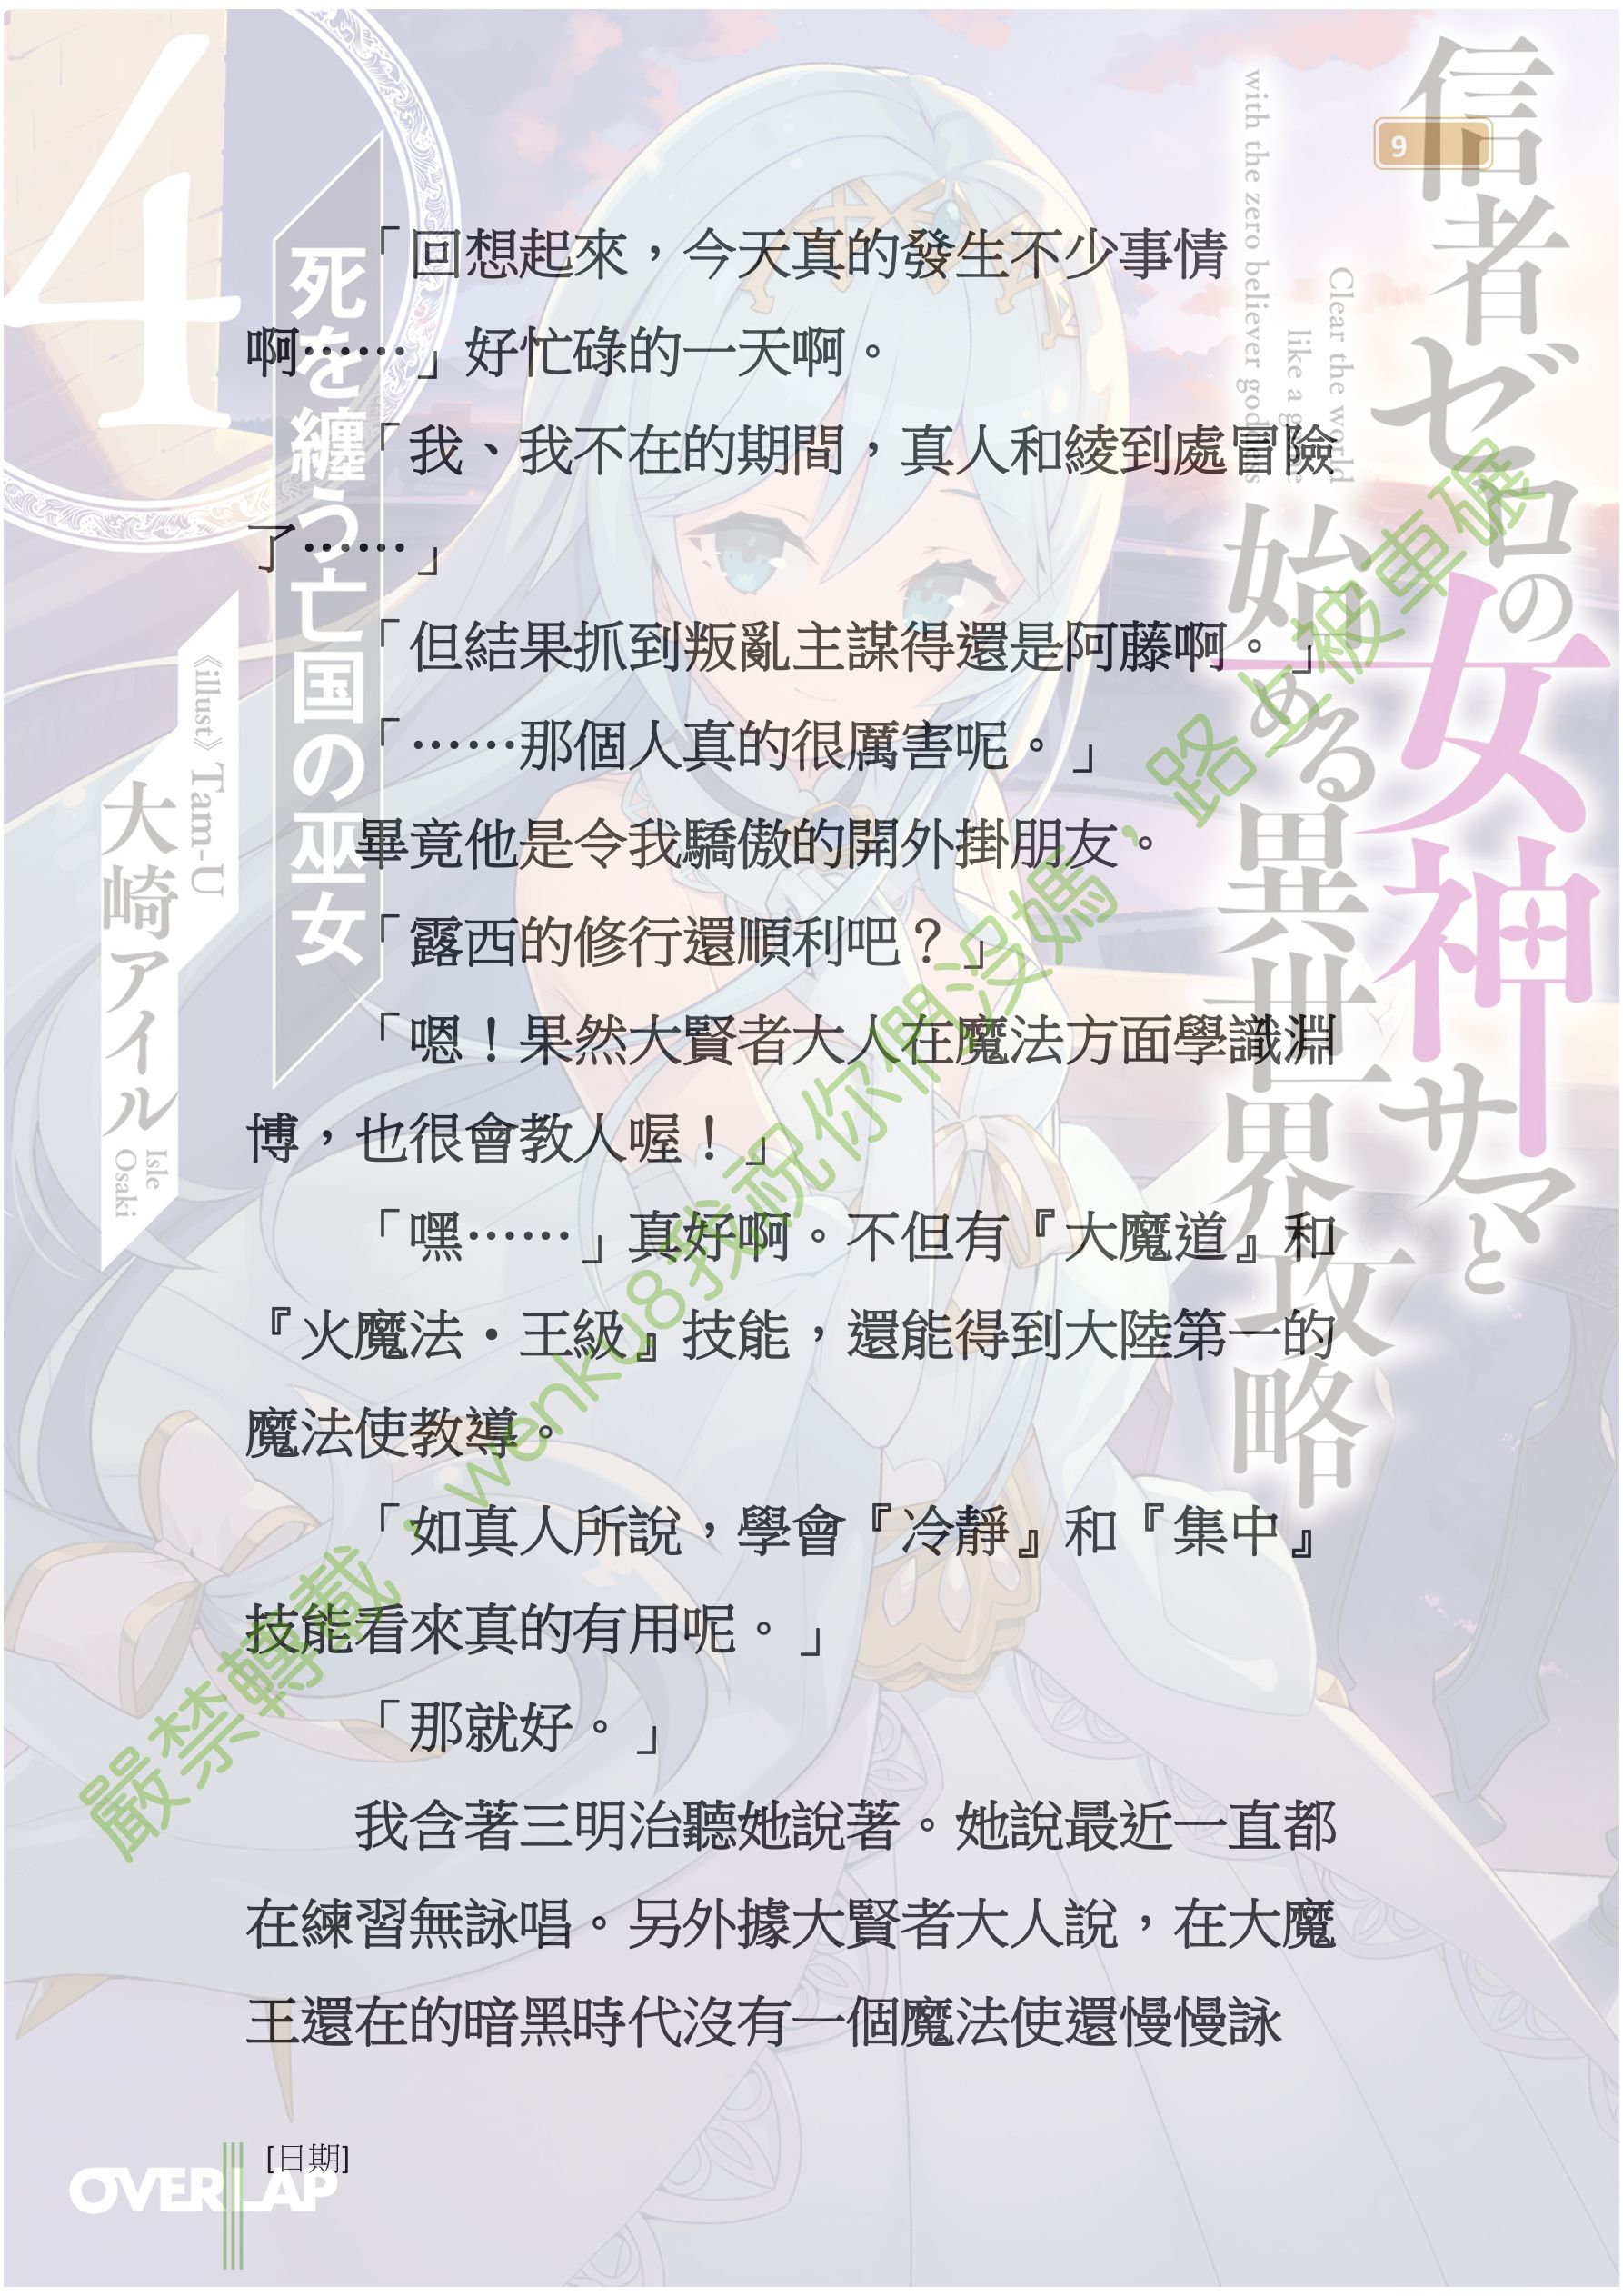 9
「回想起來，今天真的發生不少事情
啊……」好忙碌的一天啊。
「我、我不在的期間，真人和綾到處冒險
了……」
「但結果抓到叛亂主謀得還是阿藤啊。」
「……那個人真的很厲害呢。」
畢竟他是令我驕傲的開外掛朋友。
「露西的修行還順利吧？」
「嗯！果然大賢者大人在魔法方面學識淵
博，也很會教人喔！」
「嘿……」真好啊。不但有『大魔道』和
『火魔法・王級』技能，還能得到大陸第一的
魔法使教導。
「如真人所說，學會『冷靜』和『集中』
技能看來真的有用呢。」
「那就好。」
我含著三明治聽她說著。她說最近一直都
在練習無詠唱。另外據大賢者大人說，在大魔
王還在的暗黑時代沒有一個魔法使還慢慢詠
[日期]
信者ゼロの
女神サマと
始める異世界攻略
Clear the world
like a game
with the zero believer goddess
4
死を纏う亡国の巫女
《illust》Tam-U
大崎アイル
Isle
Osaki
OVERLAP
嚴禁轉載，wenku8我祝你們沒媽，路上被車碾